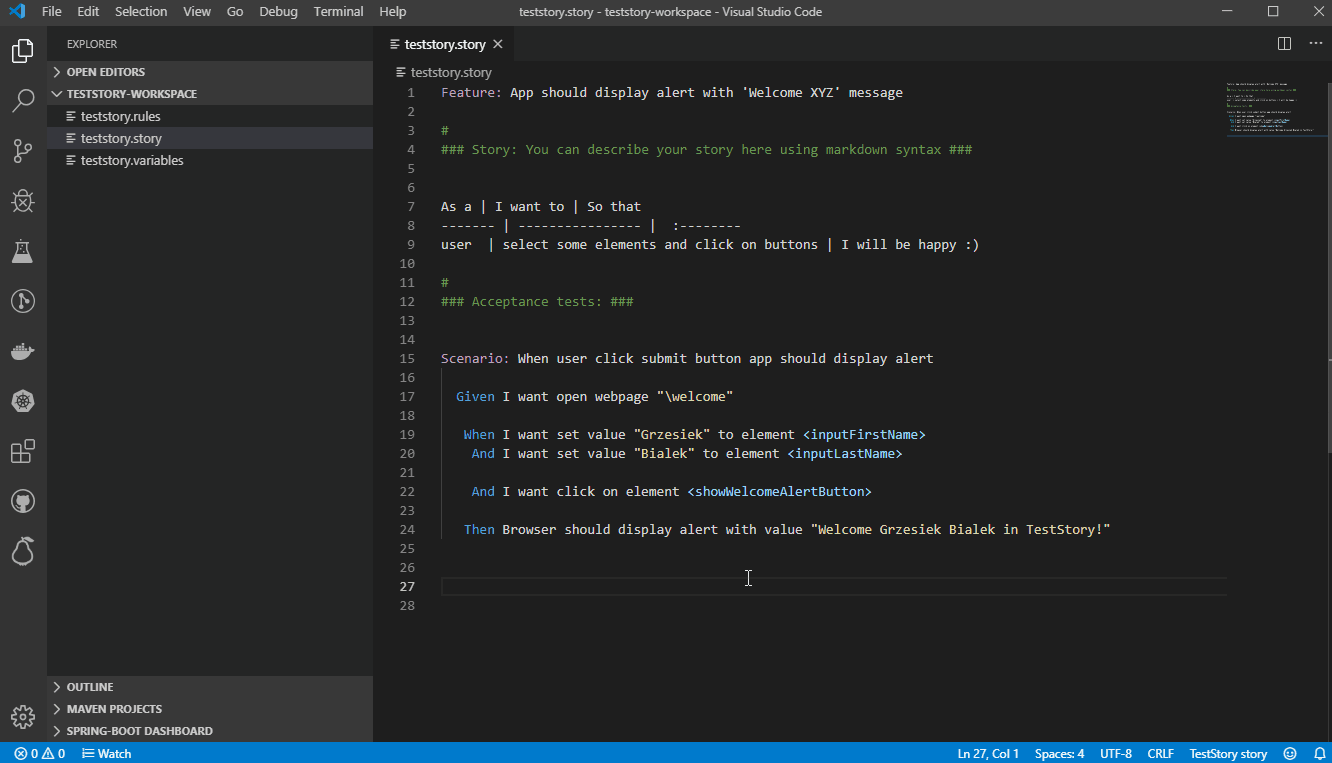 File Edit Selection View Go Debug Terminal Help teststory.story - teststory-workspace - Visual Studio Code
EXPLORER
OPEN EDITORS
TESTSTORY-WORKSPACE
teststory.rules
teststory.story
teststory.variables
OUTLINE
MAVEN PROJECTS
SPRING-BOOT DASHBOARD
teststory.story
teststory.story
1 Feature: App should display alert with 'Welcome XYZ' message
2
3 #
4 ### Story: You can describe your story here using markdown syntax ###
5
6
7 As a | I want to | So that
8 ------- | ---------------- | :--------
9 user | select some elements and click on buttons | I will be happy :)
10
11 #
12 ### Acceptance tests: ###
13
14
15 Scenario: When user click submit button app should display alert
16
17 Given I want open webpage "\welcome"
18
19 When I want set value "Grzesiek" to element <inputFirstName>
20 And I want set value "Bialek" to element <inputLastName>
21
22 And I want click on element <showWelcomeAlertButton>
23
24 Then Browser should display alert with value "Welcome Grzesiek Bialek in TestStory!"
25
26
27
28
0 0 Watch Ln 27, Col 1 Spaces: 4 UTF-8 CRLF TestStory story